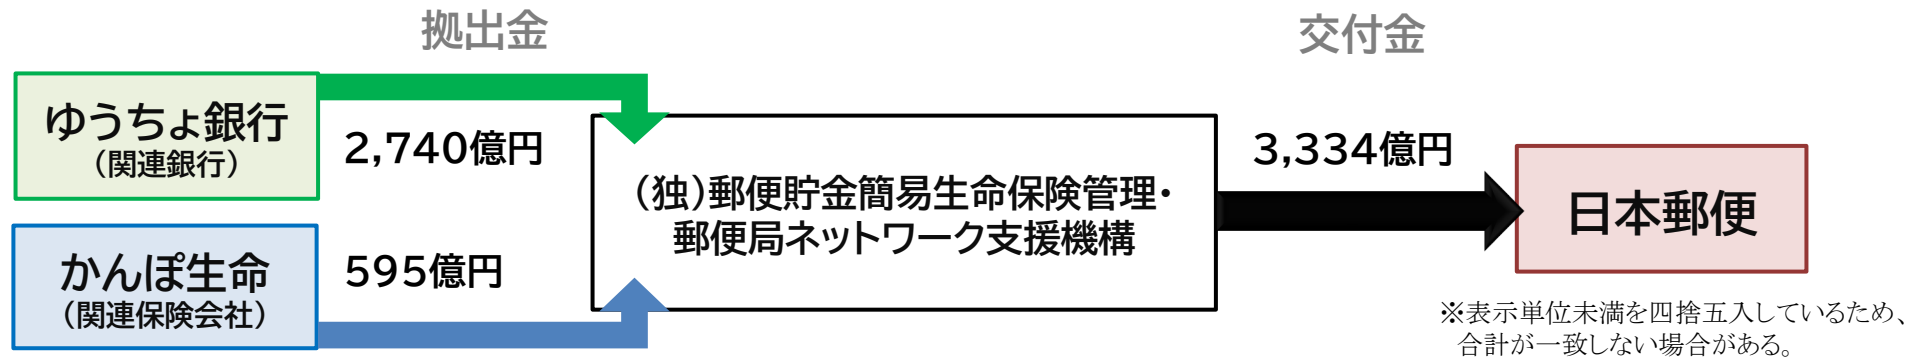 拠出金
交付金
ゆうちょ銀行
(関連銀行)
2,740億円
かんぽ生命
(関連保険会社)
595億円
(独)郵便貯金簡易生命保険管理・
郵便局ネットワーク支援機構
3,334億円
日本郵便
※表示単位未満を四捨五入しているため、
合計が一致しない場合がある。